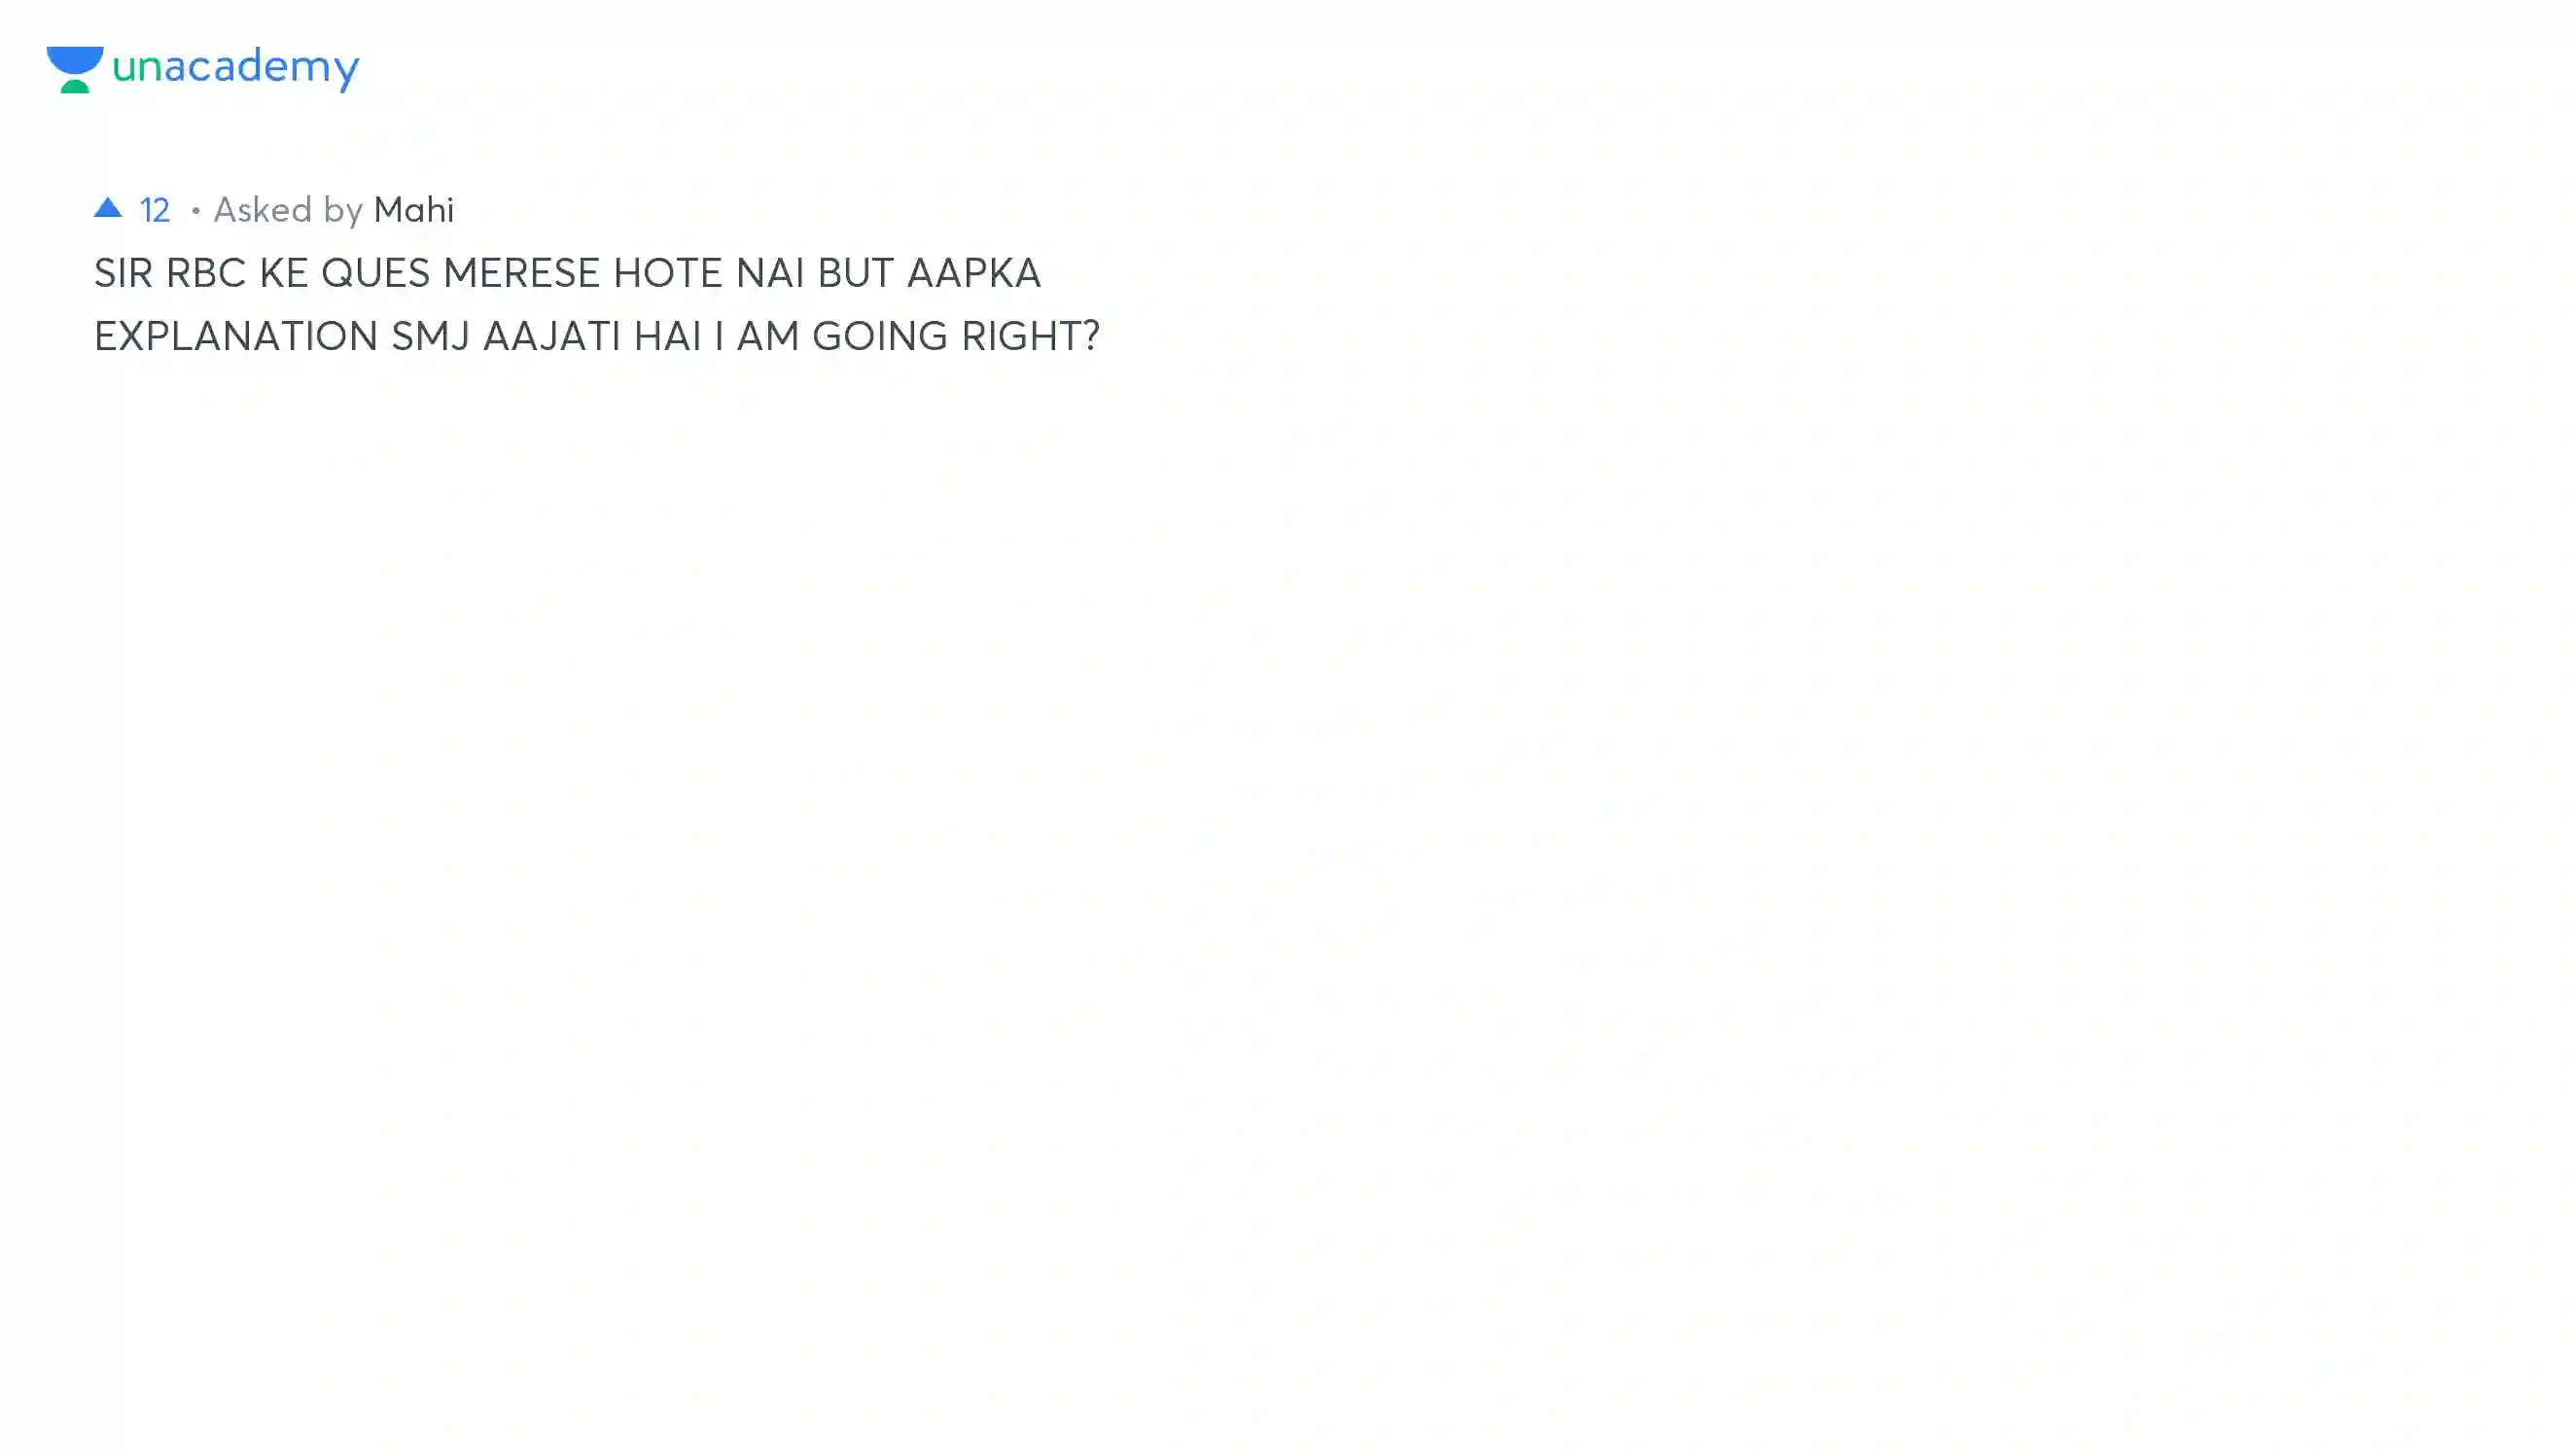 unacademy
12 • Asked by Mahi
SIR RBC KE QUES MERESE HOTE NAI BUT AAPKA
EXPLANATION SMJ AAJATI HAI I AM GOING RIGHT?